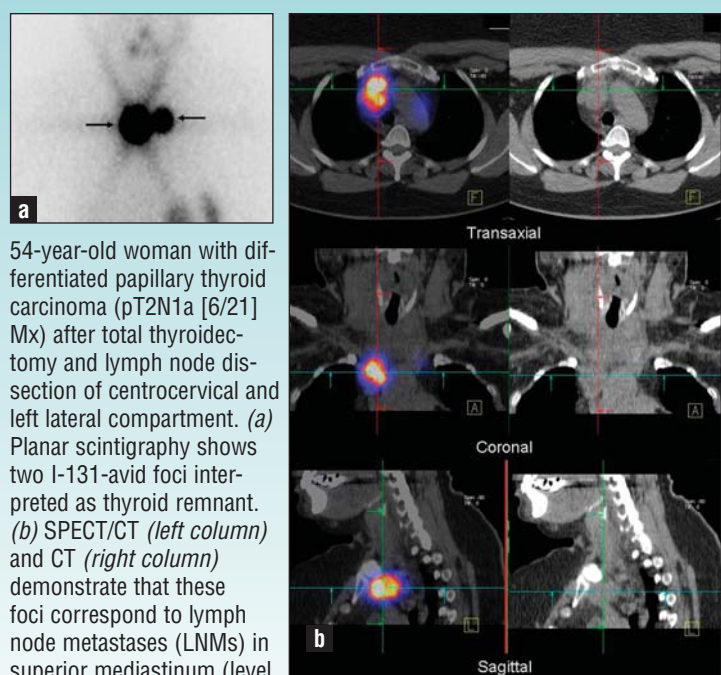 a
54-year-old woman with dif-
ferentiated papillary thyroid
carcinoma (pT2N1a [6/21]
Mx) after total thyroidec-
tomy and lymph node dis-
section of centrocervical and
left lateral compartment. (a)
Planar scintigraphy shows
two I-131-avid foci inter-
preted as thyroid remnant.
(b) SPECT/CT (left column)
and CT (right column)
demonstrate that these
foci correspond to lymph
node metastases (LNMs) in
superior mediastinum (level
F
F
Transaxial
A
A
Coronal
L
L
b
Sagittal